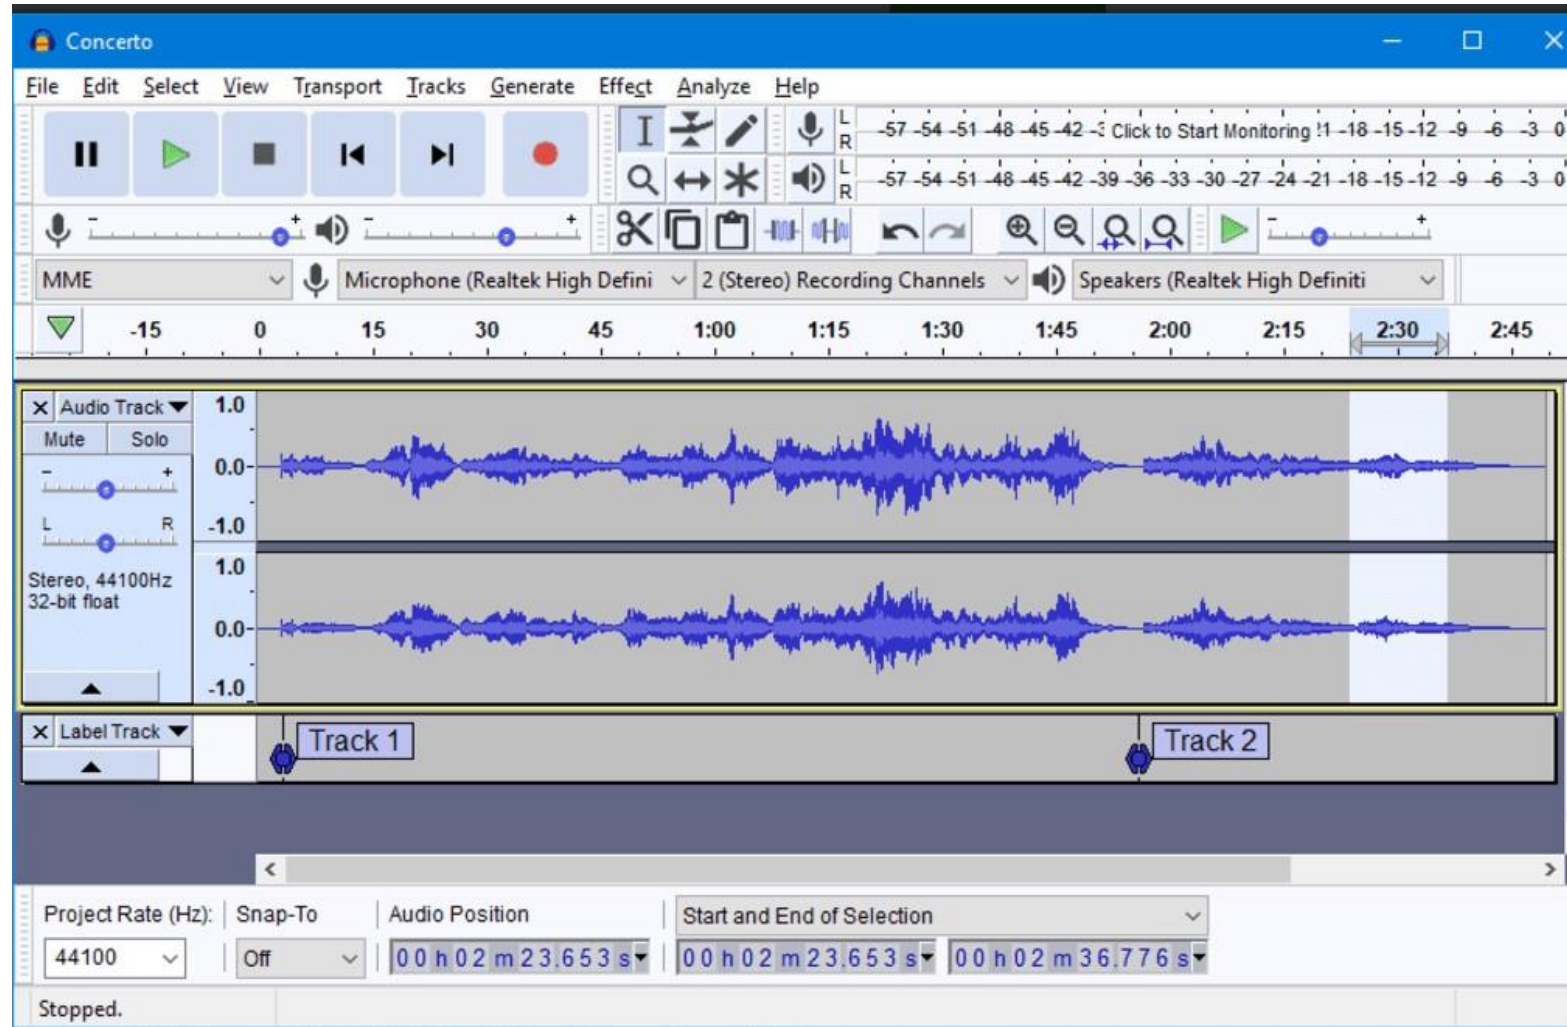 Concerto
File Edit Select View Transport Tracks Generate Effect Analyze Help
L -57 -54 -51 -48 -45 -42 -3 Click to Start Monitoring !1 -18 -15 -12 -9 -6 -3 0
R
L -57 -54 -51 -48 -45 -42 -39 -36 -33 -30 -27 -24 -21 -18 -15 -12 -9 -6 -3 0
R
- + - + - +
MME Microphone (Realtek High Defini 2 (Stereo) Recording Channels Speakers (Realtek High Definiti
-15 0 15 30 45 1:00 1:15 1:30 1:45 2:00 2:15 2:30 2:45
X Audio Track 1.0
Mute Solo
- + 0.0-
L R -1.0
Stereo, 44100Hz 1.0
32-bit float
0.0-
-1.0
X Label Track Track 1 Track 2
Project Rate (Hz): Snap-To Audio Position Start and End of Selection
44100 Off 00 h 02 m 23.653 s 00 h 02 m 23.653 s 00 h 02 m 36.776 s
Stopped.